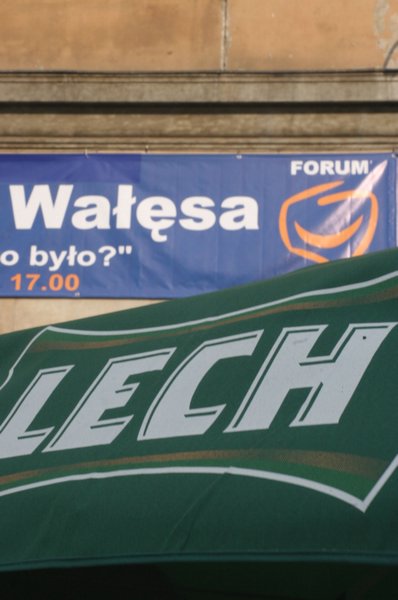 FORUM
Wałęsa
o było?"
17.00
LECH